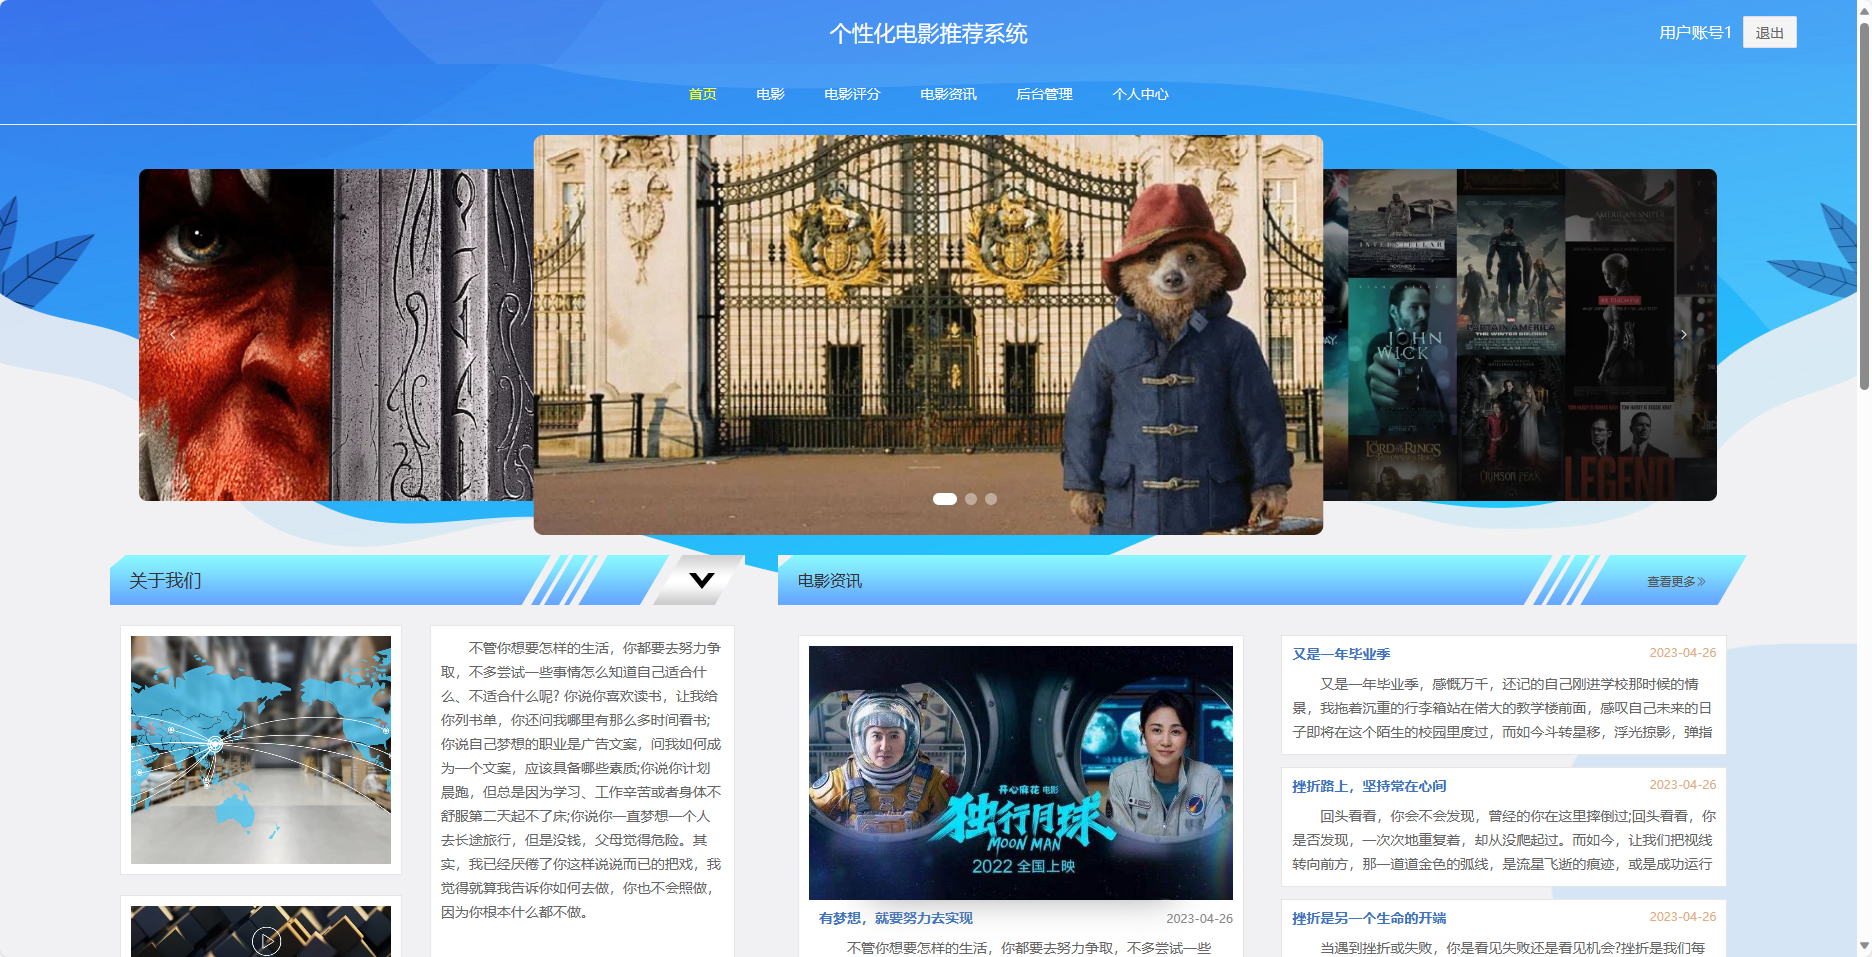 个性化电影推荐系统
用户账号1
退出
首页
电影
电影评分
电影资讯
后台管理
个人中心
INTERSTELLAR
AMERICAN SNIPER
CAPTAIN AMERICA
THE WINTER SOLDIER
JOHN WICK
LORD OF THE RINGS
CRIMSON PEAK
LEGEND
关于我们
不管你想要怎样的生活，你都要去努力争
取，不多尝试一些事情怎么知道自己适合什
么、不适合什么呢? 你说你喜欢读书，让我给
你列书单，你还问我哪里有那么多时间看书;
你说自己梦想的职业是广告文案，问我如何成
为一个文案，应该具备哪些素质;你说你计划
晨跑，但总是因为学习、工作辛苦或者身体不
舒服第二天起不了床;你说你一直梦想一个人
去长途旅行，但是没钱，父母觉得危险。其
实，我已经厌倦了你这样说说而已的把戏，我
觉得就算我告诉你如何去做，你也不会照做，
因为你根本什么都不做。
电影资讯
查看更多
开心麻花 电影
独行月球
MOON MAN
2022 全国上映
有梦想，就要努力去实现
2023-04-26
不管你想要怎样的生活，你都要去努力争取，不多尝试一些
又是一年毕业季
2023-04-26
又是一年毕业季，感慨万千，还记的自己刚进学校那时候的情
景，我拖着沉重的行李箱站在偌大的教学楼前面，感叹自己未来的日
子即将在这个陌生的校园里度过，而如今斗转星移，浮光掠影，弹指
挫折路上，坚持常在心间
2023-04-26
回头看看，你会不会发现，曾经的你在这里摔倒过;回头看看，你
是否发现，一次次地重复着，却从没爬起过。而如今，让我们把视线
转向前方，那一道道金色的弧线，是流星飞逝的痕迹，或是成功运行
挫折是另一个生命的开端
2023-04-26
当遇到挫折或失败，你是看见失败还是看见机会?挫折是我们每